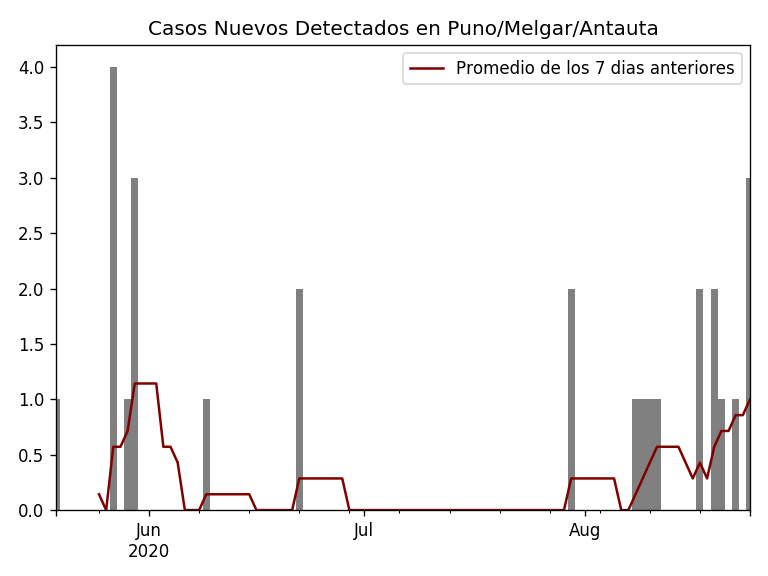 Casos Nuevos Detectados en Puno/Melgar/Antauta
Promedio de los 7 dias anteriores
4.0
3.5
3.0
2.5
2.0
1.5
1.0
0.5
0.0
Jun
2020
Jul
Aug